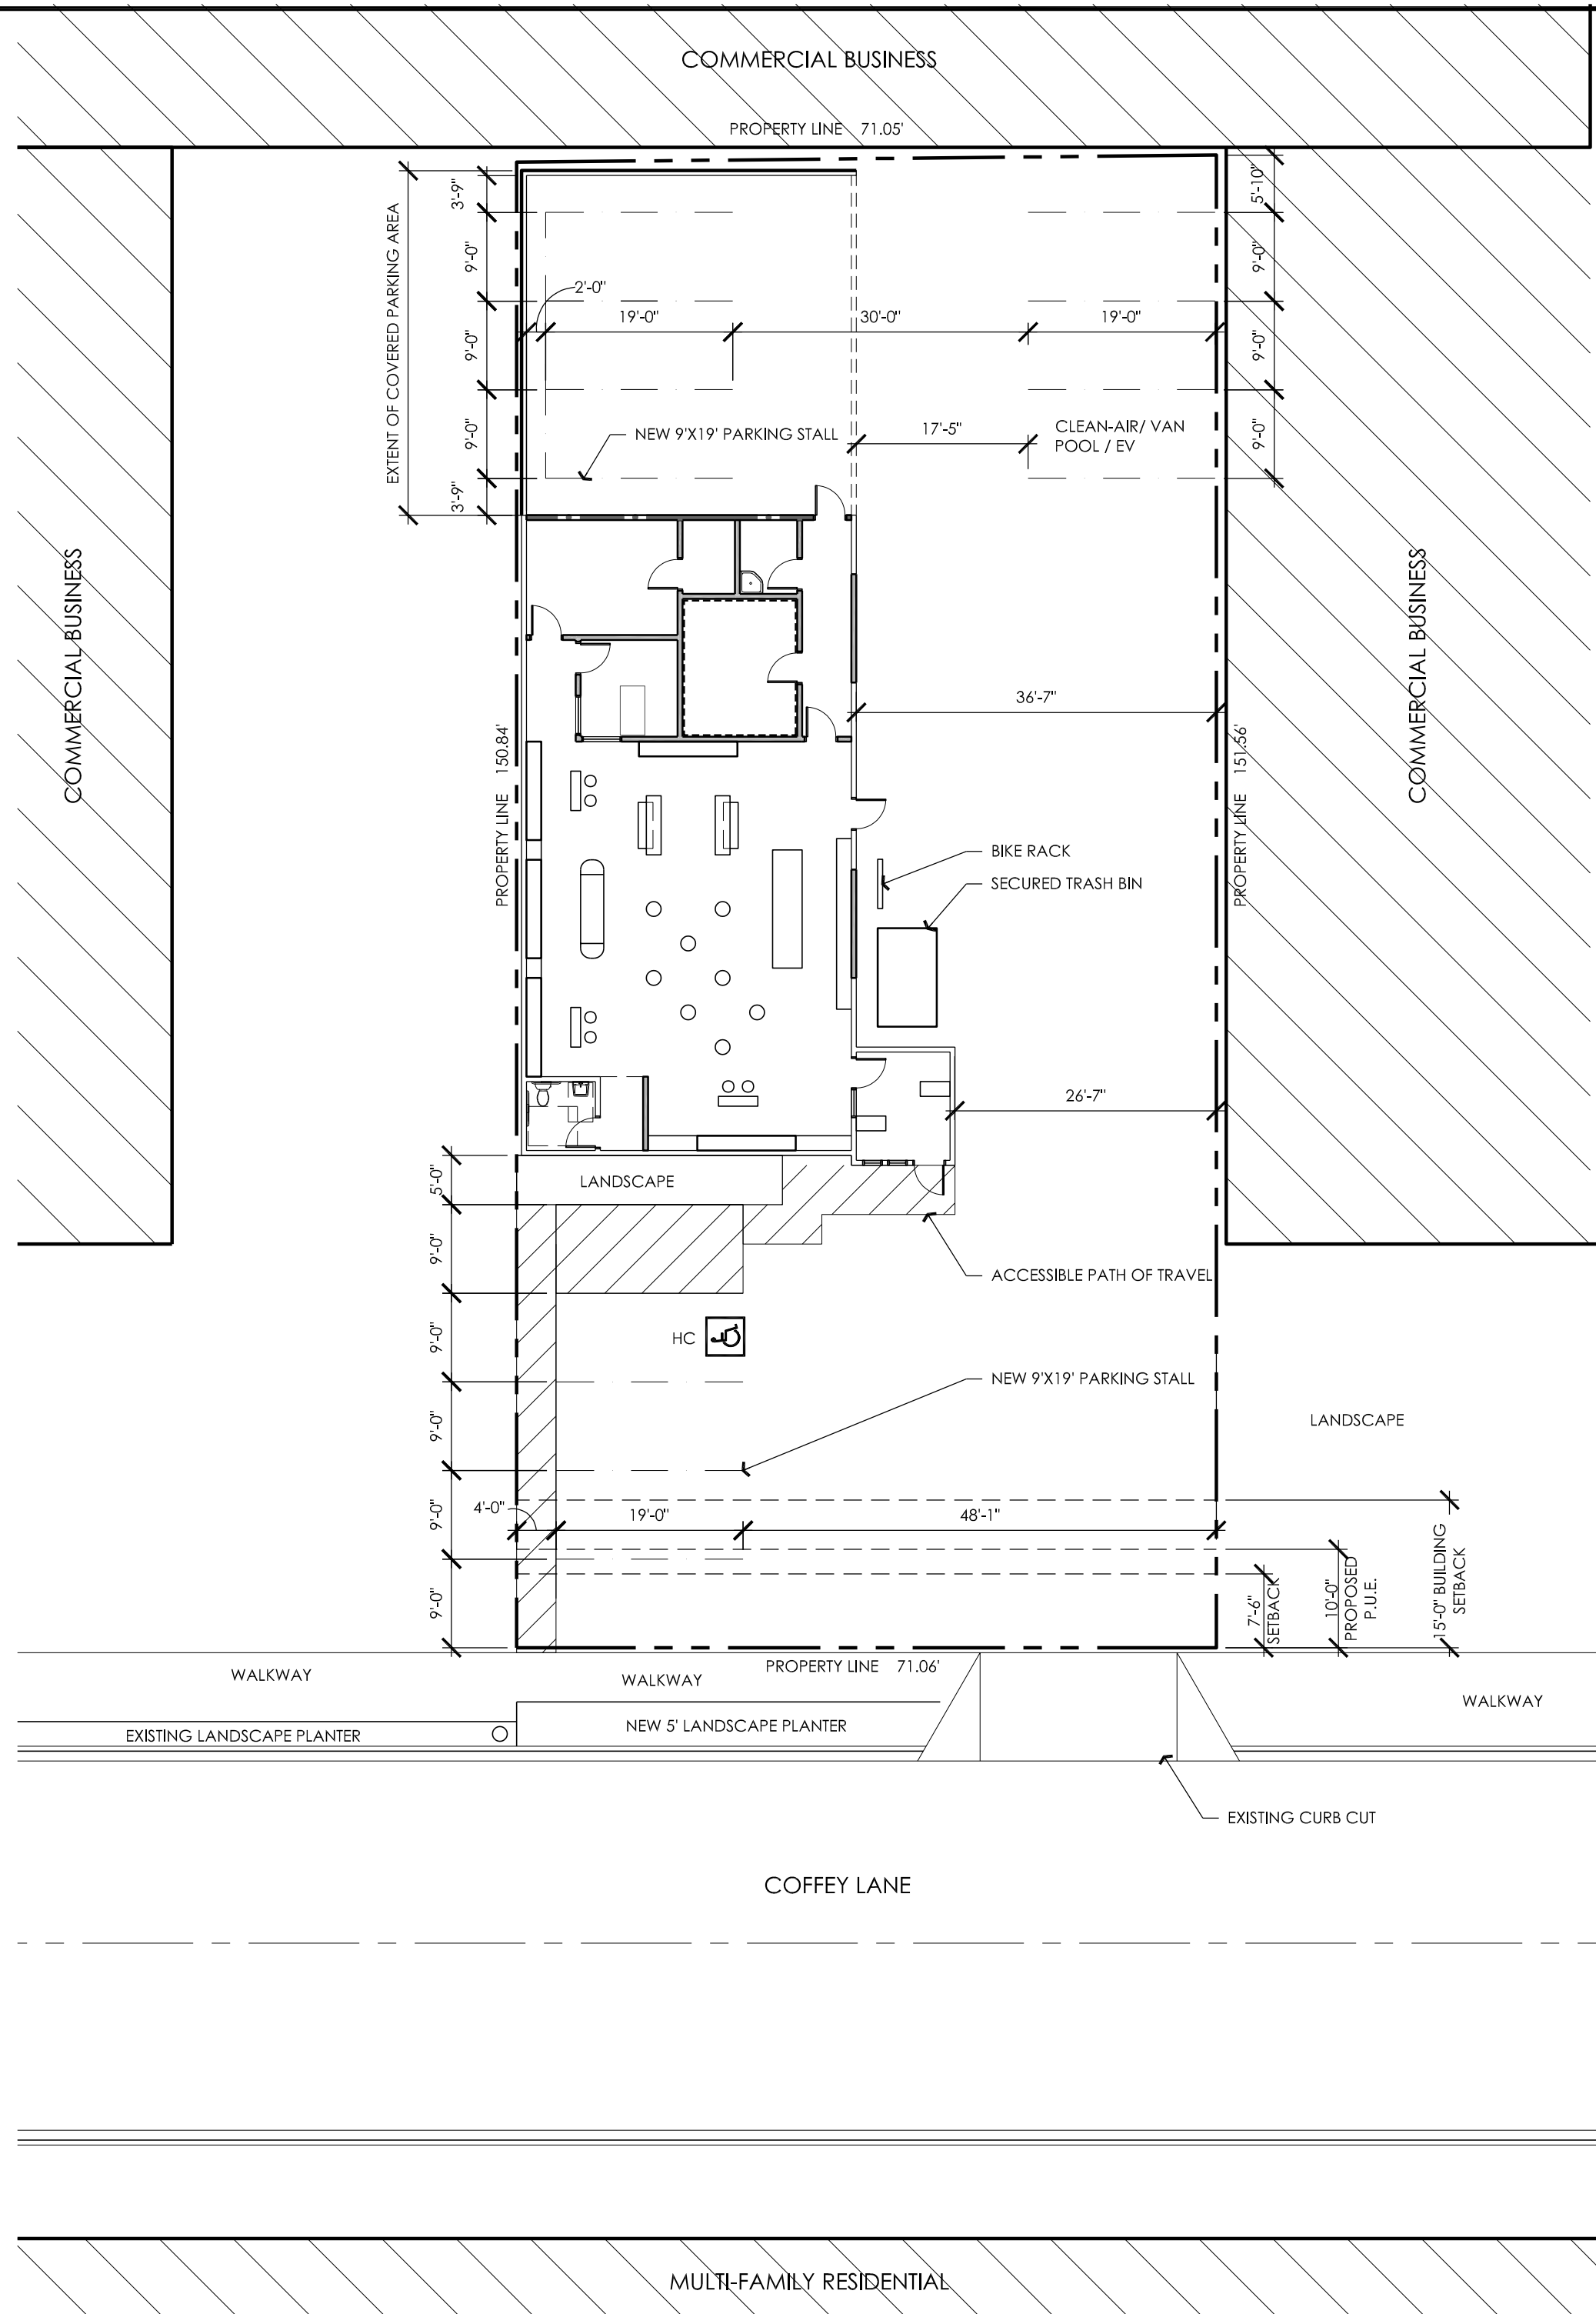 COMMERCIAL BUSINESS
PROPERTY LINE 71.05'
EXTENT OF COVERED PARKING AREA
3'-9"
9'-0"
9'-0"
9'-0"
3'-9"
2'-0"
19'-0"
30'-0"
19'-0"
5'-10"
9'-0"
9'-0"
9'-0"
NEW 9'X19' PARKING STALL
17'-5"
CLEAN-AIR/ VAN
POOL / EV
COMMERCIAL BUSINESS
COMMERCIAL BUSINESS
36'-7"
PROPERTY LINE 150.84'
PROPERTY LINE 151.56'
BIKE RACK
SECURED TRASH BIN
26'-7"
5'-0"
LANDSCAPE
9'-0"
ACCESSIBLE PATH OF TRAVEL
9'-0"
HC
NEW 9'X19' PARKING STALL
9'-0"
LANDSCAPE
9'-0"
4'-0"
19'-0"
48'-1"
9'-0"
7'-6"
SETBACK
10'-0"
PROPOSED
P.U.E.
15'-0" BUILDING
SETBACK
WALKWAY
WALKWAY
PROPERTY LINE 71.06'
WALKWAY
EXISTING LANDSCAPE PLANTER
NEW 5' LANDSCAPE PLANTER
EXISTING CURB CUT
COFFEY LANE
MULTI-FAMILY RESIDENTIAL